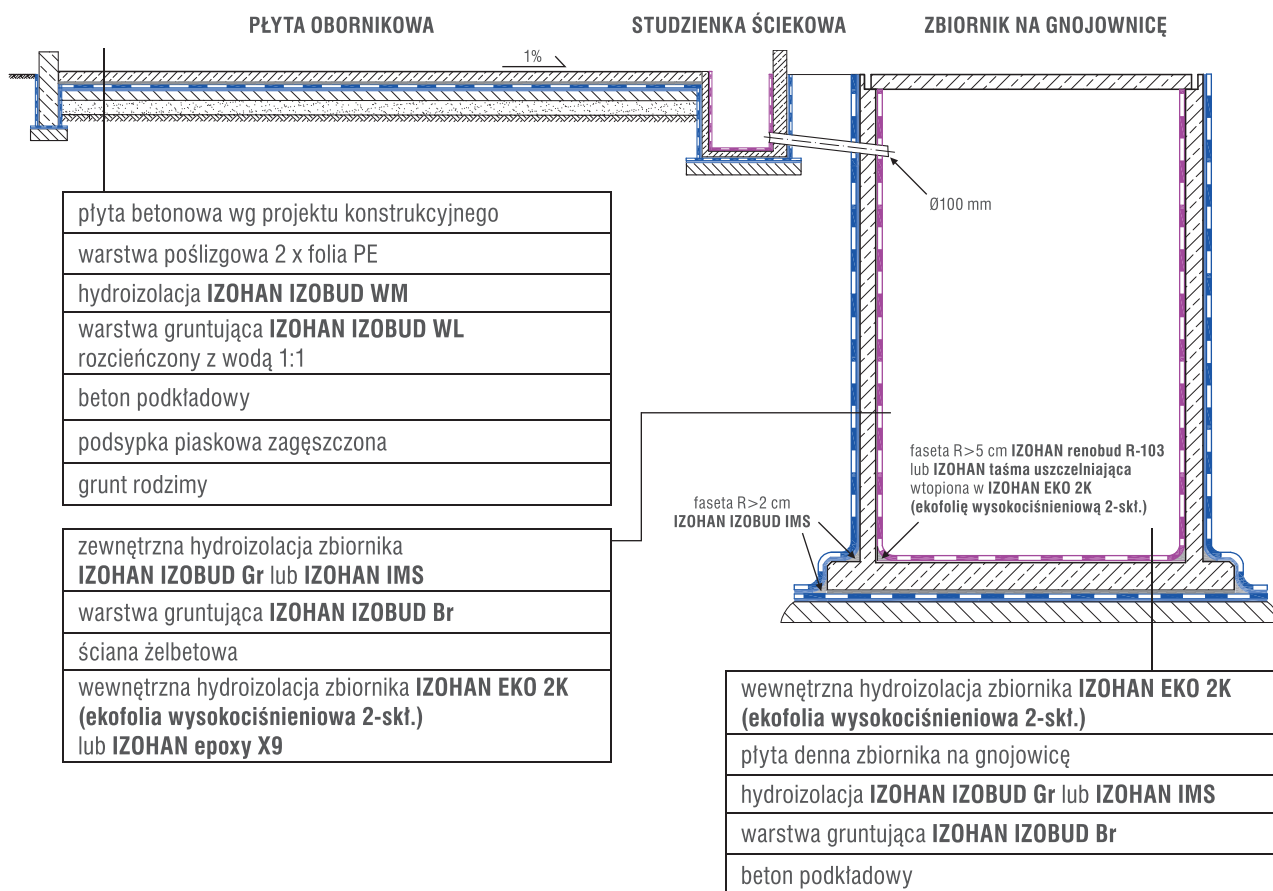 PŁYTA OBORNIKOWA
STUDZIENKA ŚCIEKOWA
ZBIORNIK NA GNOJOWNICĘ
1%
Ø100 mm
płyta betonowa wg projektu konstrukcyjnego
warstwa poślizgowa 2 x folia PE
hydroizolacja IZOHAN IZOBUD WM
warstwa gruntująca IZOHAN IZOBUD WL
rozcieńczony z wodą 1:1
beton podkładowy
podsypka piaskowa zagęszczona
grunt rodzimy
faseta R>5 cm IZOHAN renobud R-103
lub IZOHAN taśma uszczelniająca
wtopiona w IZOHAN EKO 2K
(ekofolię wysokociśnieniową 2-skł.)
faseta R>2 cm
IZOHAN IZOBUD IMS
zewnętrzna hydroizolacja zbiornika
IZOHAN IZOBUD Gr lub IZOHAN IMS
warstwa gruntująca IZOHAN IZOBUD Br
ściana żelbetowa
wewnętrzna hydroizolacja zbiornika IZOHAN EKO 2K
(ekofolia wysokociśnieniowa 2-skł.)
lub IZOHAN epoxy X9
wewnętrzna hydroizolacja zbiornika IZOHAN EKO 2K
(ekofolia wysokociśnieniowa 2-skł.)
płyta denna zbiornika na gnojowicę
hydroizolacja IZOHAN IZOBUD Gr lub IZOHAN IMS
warstwa gruntująca IZOHAN IZOBUD Br
beton podkładowy